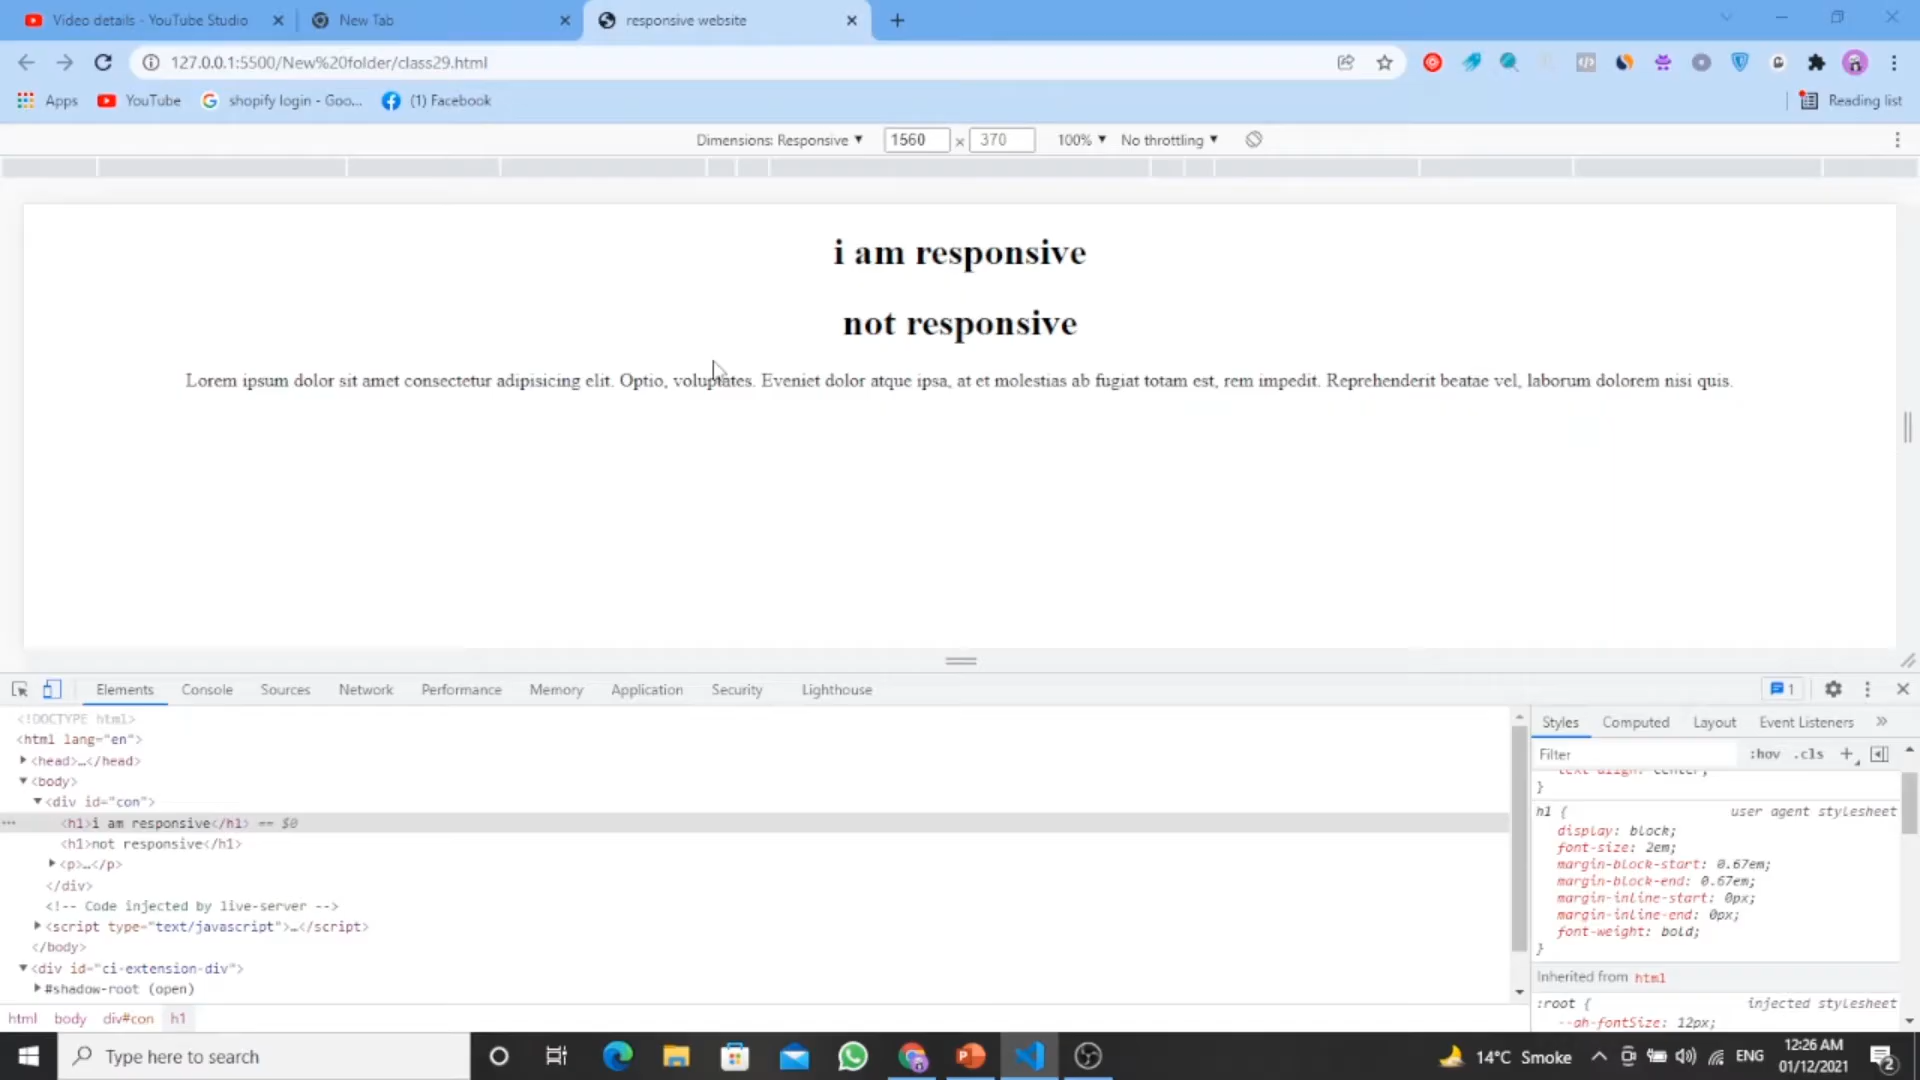 Video details - YouTube Studio
New Tab
responsive website
127.0.0.1:5500/New%20folder/class29.html
Apps
YouTube
shopify login - Goo...
(1) Facebook
Reading list
Dimensions: Responsive
1560
×
370
100%
No throttling
i am responsive
not responsive
Lorem ipsum dolor sit amet consectetur adipisicing elit. Optio, voluptates. Eveniet dolor atque ipsa, at et molestias ab fugiat totam est, rem impedit. Reprehenderit beatae vel, laborum dolorem nisi quis.
Elements
Console
Sources
Network
Performance
Memory
Application
Security
Lighthouse
1
<!DOCTYPE html>
<html lang="en">
<head>…</head>
<body>
<div id="con">
<h1>i am responsive</h1> == $0
<h1>not responsive</h1>
<p>…</p>
</div>
<!-- Code injected by live-server -->
<script type="text/javascript">…</script>
</body>
<div id="ci-extension-div">
#shadow-root (open)
html
body
div#con
h1
Styles
Computed
Layout
Event Listeners
Filter
:hov
.cls
text-align: center;
}
h1 {
user agent stylesheet
display: block;
font-size: 2em;
margin-block-start: 0.67em;
margin-block-end: 0.67em;
margin-inline-start: 0px;
margin-inline-end: 0px;
font-weight: bold;
}
Inherited from html
:root {
injected stylesheet
--ah-fontSize: 12px;
Type here to search
14°C Smoke
ENG
12:26 AM
01/12/2021
2